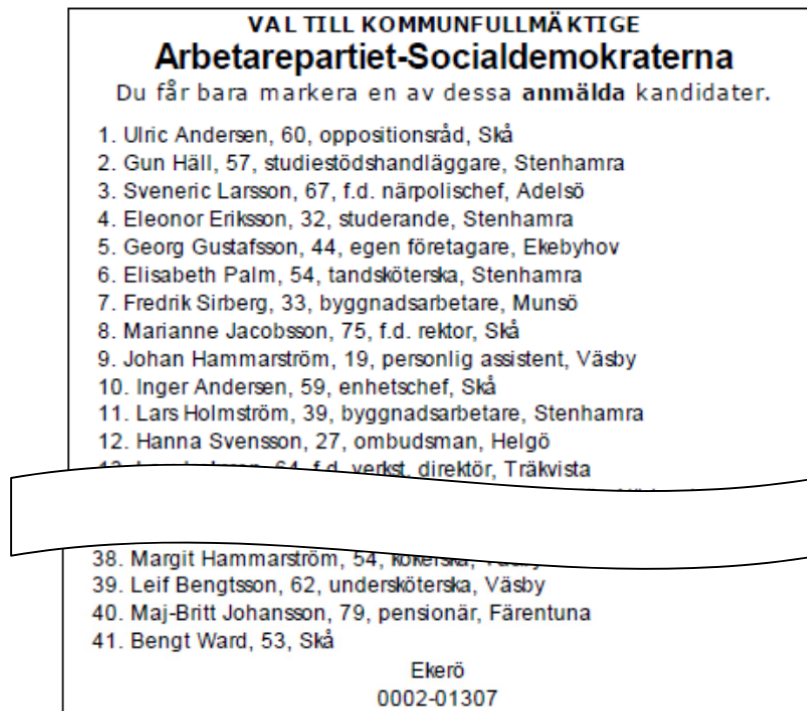 VAL TILL KOMMUNFULLMÄKTIGE
Arbetarepartiet-Socialdemokraterna
Du får bara markera en av dessa anmälda kandidater.
1. Ulric Andersen, 60, oppositionsråd, Skå
2. Gun Häll, 57, studiestödshandläggare, Stenhamra
3. Sveneric Larsson, 67, f.d. närpolischef, Adelsö
4. Eleonor Eriksson, 32, studerande, Stenhamra
5. Georg Gustafsson, 44, egen företagare, Ekebyhov
6. Elisabeth Palm, 54, tandsköterska, Stenhamra
7. Fredrik Sirberg, 33, byggnadsarbetare, Munsö
8. Marianne Jacobsson, 75, f.d. rektor, Skå
9. Johan Hammarström, 19, personlig assistent, Väsby
10. Inger Andersen, 59, enhetschef, Skå
11. Lars Holmström, 39, byggnadsarbetare, Stenhamra
12. Hanna Svensson, 27, ombudsman, Helgö
64, f.d. verkst. direktör, Träkvista
38. Margit Hammarström, 54, kokerska, Väsby
39. Leif Bengtsson, 62, undersköterska, Väsby
40. Maj-Britt Johansson, 79, pensionär, Färentuna
41. Bengt Ward, 53, Skå
Ekerö
0002-01307